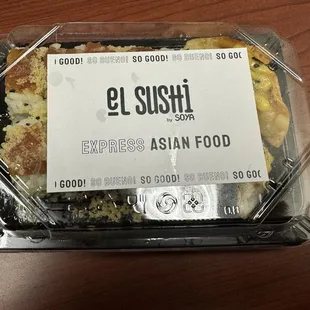 GOOD! SO BUENO! SO GOOD! SO BUENO! SO GOO
eL SUSHi
by SOYA
EXPRESS ASIAN FOOD
GOOD! SO BUENO! SO GOOD! SO BUENO! SO G